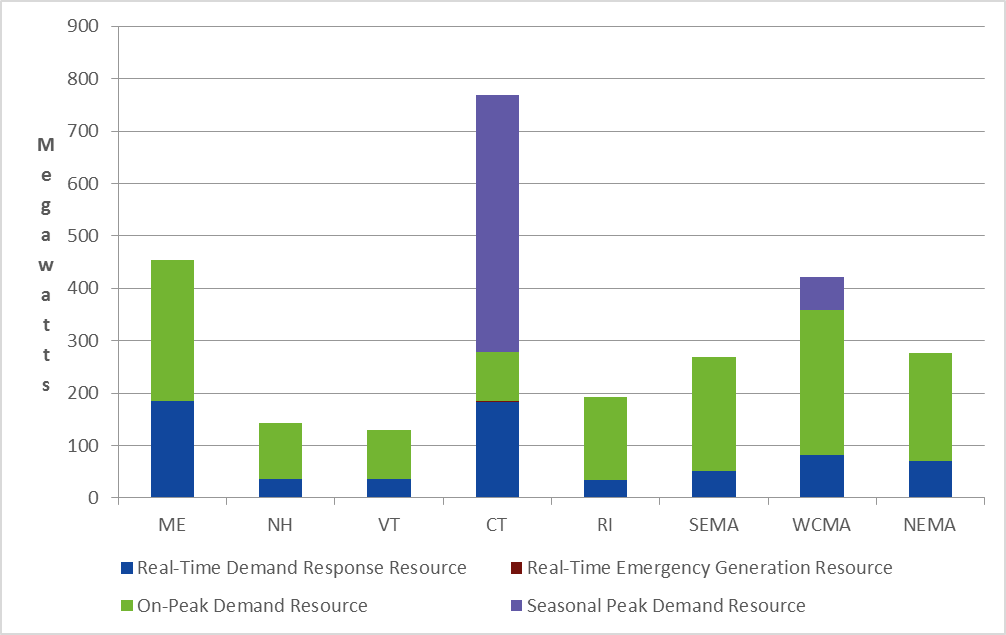 900
800
700
600
500
400
300
200
100
0
Megawatts
ME NH VT CT RI SEMA WCMA NEMA
Real-Time Demand Response Resource Real-Time Emergency Generation Resource
On-Peak Demand Resource Seasonal Peak Demand Resource